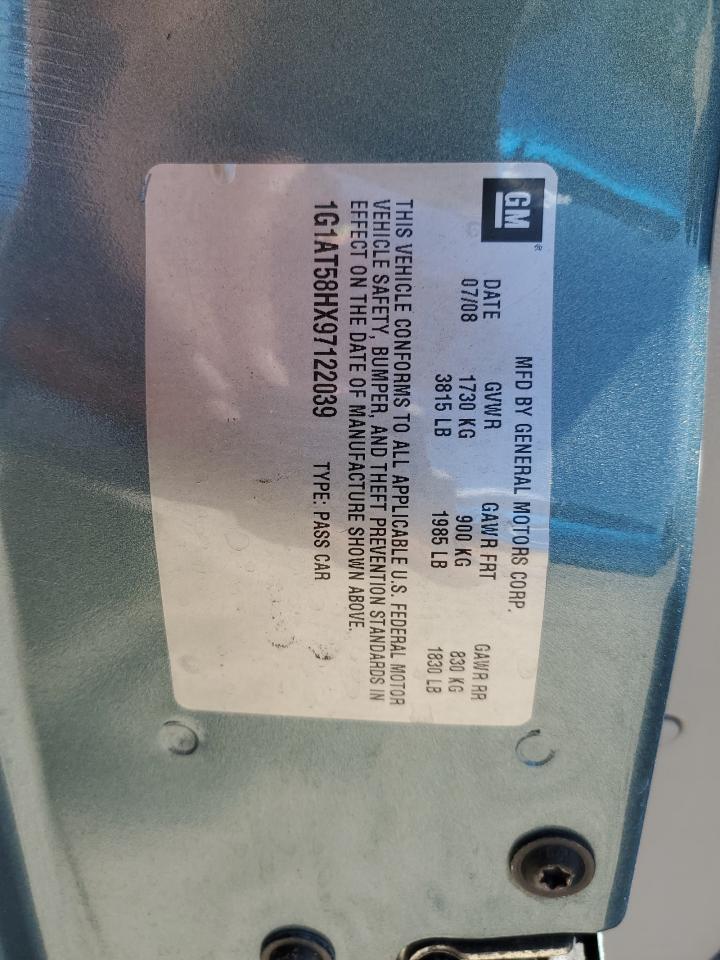 GM
MFD BY GENERAL MOTORS CORP.
DATE GVWR GAWR FRT GAWR RR
07/08 1730 KG 900 KG 830 KG
3815 LB 1985 LB 1830 LB
THIS VEHICLE CONFORMS TO ALL APPLICABLE U.S. FEDERAL MOTOR
VEHICLE SAFETY, BUMPER, AND THEFT PREVENTION STANDARDS IN
EFFECT ON THE DATE OF MANUFACTURE SHOWN ABOVE.
1G1AT58HX97122039 TYPE: PASS CAR